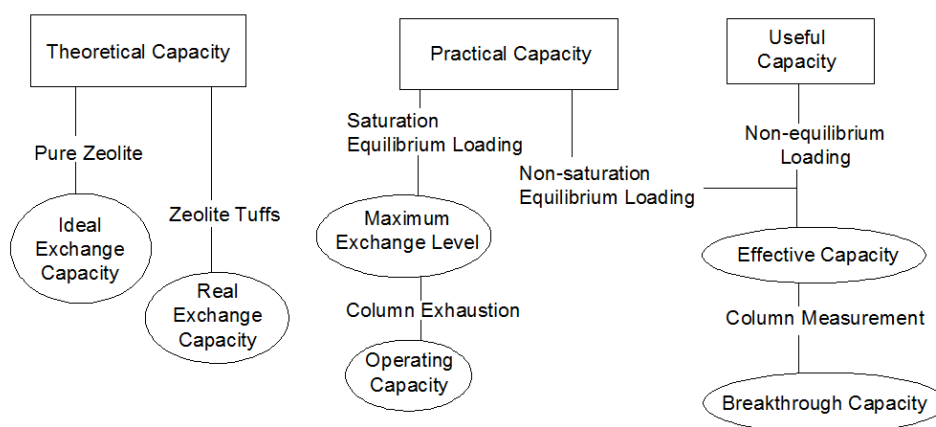 Theoretical Capacity
Pure Zeolite
Ideal
Exchange
Capacity
Zeolite Tuffs
Real
Exchange
Capacity
Practical Capacity
Saturation
Equilibrium Loading
Maximum
Exchange Level
Column Exhaustion
Operating
Capacity
Non-saturation
Equilibrium Loading
Useful
Capacity
Non-equilibrium
Loading
Effective Capacity
Column Measurement
Breakthrough Capacity